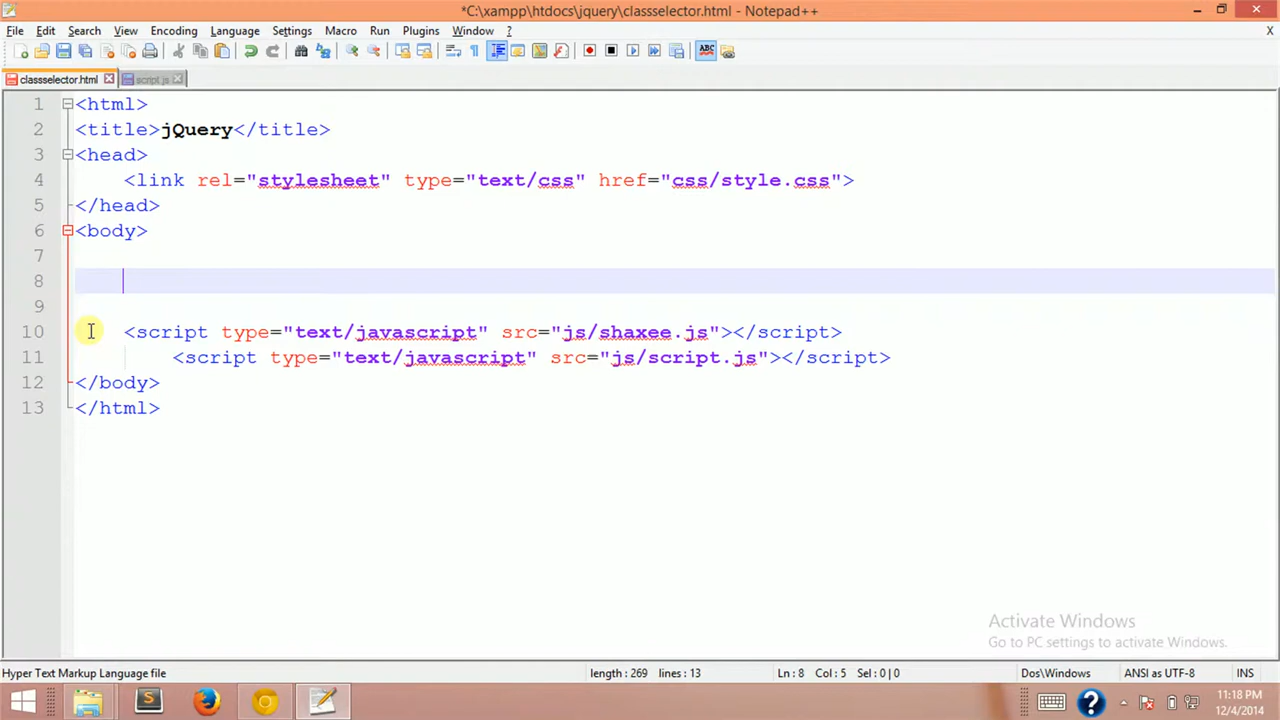 *C:\xampp\htdocs\jquery\classselector.html - Notepad++
File Edit Search View Encoding Language Settings Macro Run Plugins Window ? X
ABC
classselector.html script.js
1 <html>
2 <title>jQuery</title>
3 <head>
4 <link rel="stylesheet" type="text/css" href="css/style.css">
5 </head>
6 <body>
7
8
9
10 <script type="text/javascript" src="js/shaxee.js"></script>
11 <script type="text/javascript" src="js/script.js"></script>
12 </body>
13 </html>
Activate Windows
Go to PC settings to activate Windows.
Hyper Text Markup Language file length : 269 lines : 13 Ln : 8 Col : 5 Sel : 0 | 0 Dos\Windows ANSI as UTF-8 INS
11:18 PM
12/4/2014